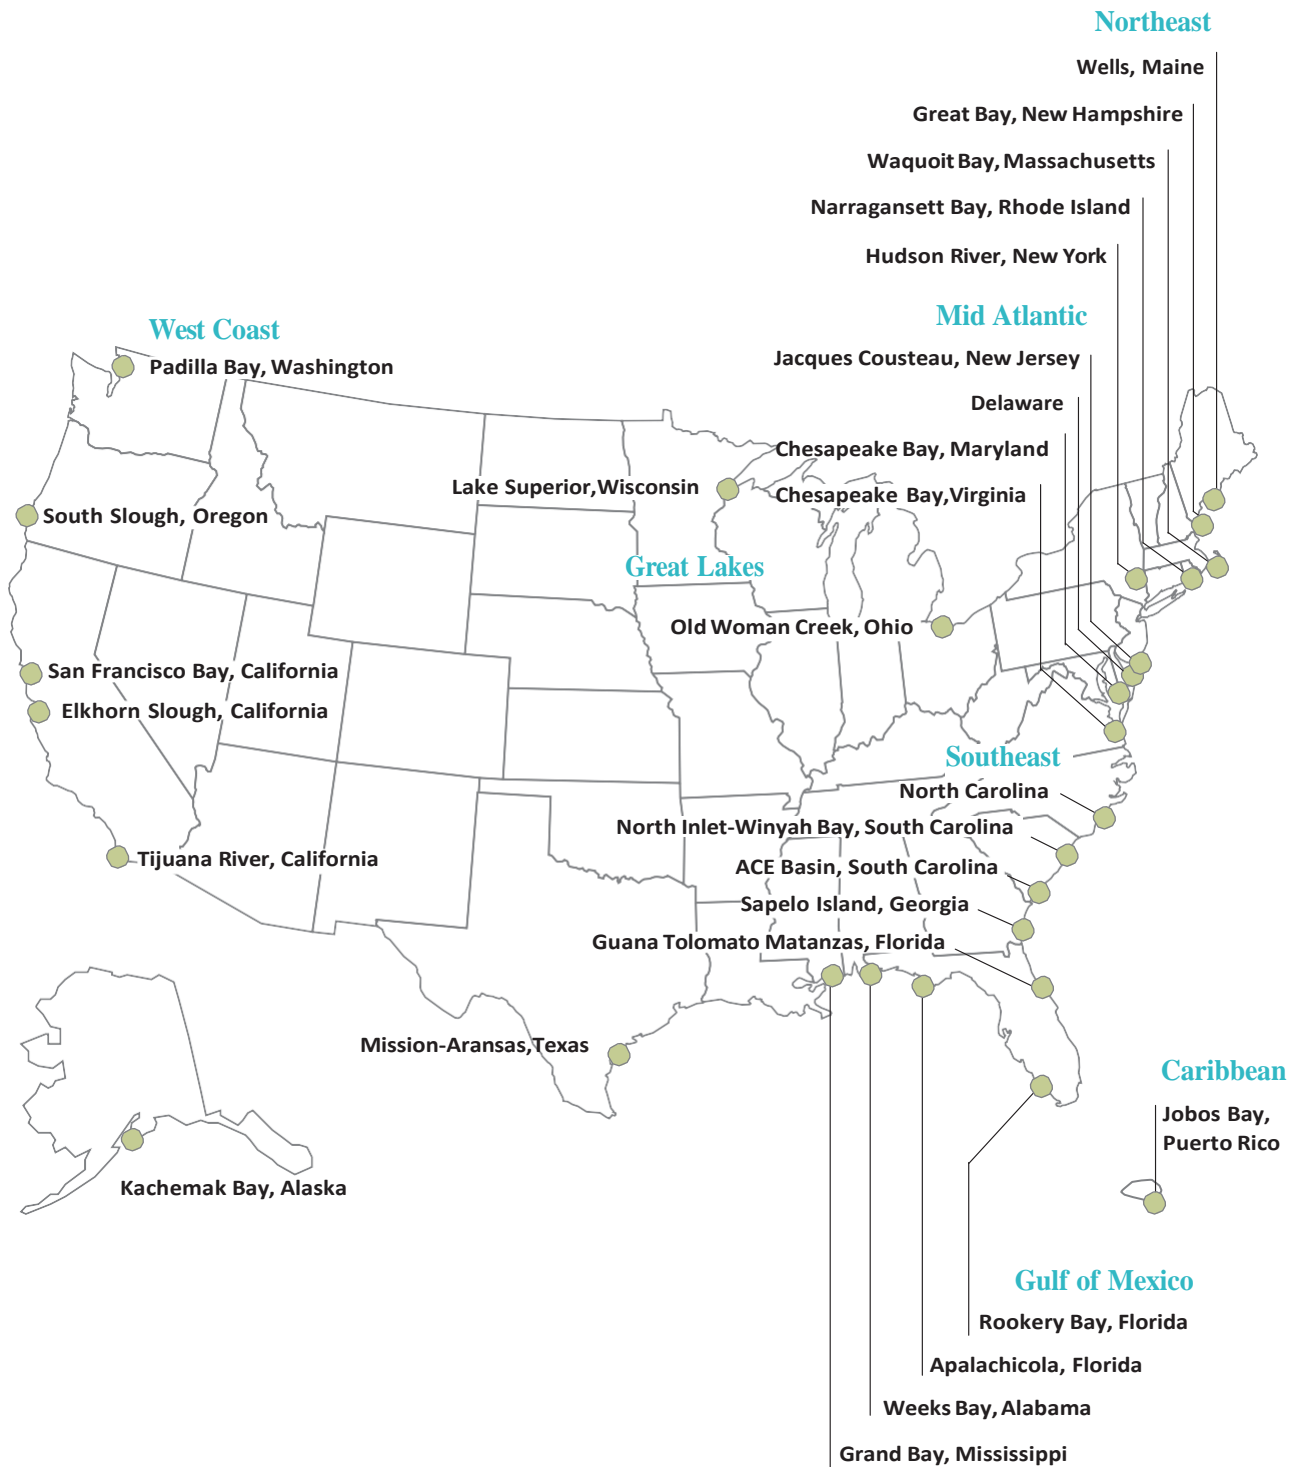 Northeast
Wells, Maine
Great Bay, New Hampshire
Waquoit Bay, Massachusetts
Narragansett Bay, Rhode Island
Hudson River, New York
Mid Atlantic
Jacques Cousteau, New Jersey
Delaware
Chesapeake Bay, Maryland
Chesapeake Bay, Virginia
West Coast
Padilla Bay, Washington
South Slough, Oregon
San Francisco Bay, California
Elkhorn Slough, California
Tijuana River, California
Kachemak Bay, Alaska
Lake Superior, Wisconsin
Great Lakes
Old Woman Creek, Ohio
Southeast
North Carolina
North Inlet-Winyah Bay, South Carolina
ACE Basin, South Carolina
Sapelo Island, Georgia
Guana Tolomato Matanzas, Florida
Mission-Aransas, Texas
Caribbean
Jobos Bay,
Puerto Rico
Gulf of Mexico
Rookery Bay, Florida
Apalachicola, Florida
Weeks Bay, Alabama
Grand Bay, Mississippi